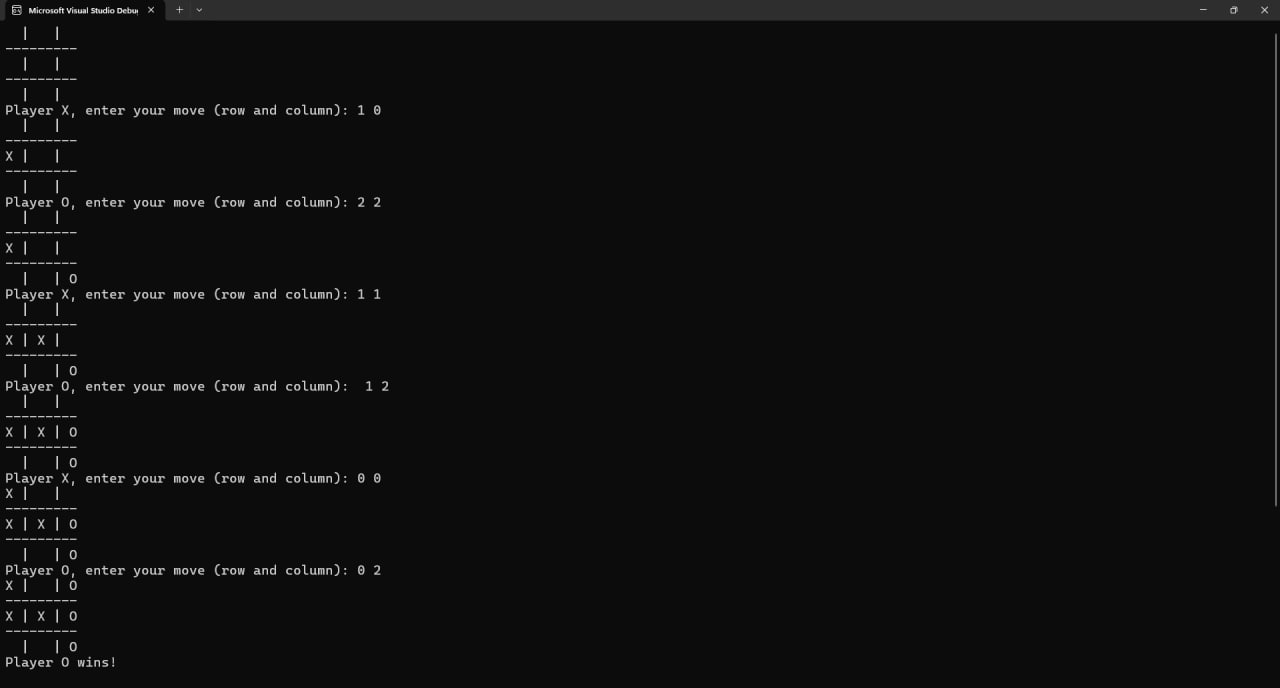 Microsoft Visual Studio Debu
  |   |
---------
  |   |
---------
  |   |
Player X, enter your move (row and column): 1 0
  |   |
---------
X |   |
---------
  |   |
Player O, enter your move (row and column): 2 2
  |   |
---------
X |   |
---------
  |   | O
Player X, enter your move (row and column): 1 1
  |   |
---------
X | X |
---------
  |   | O
Player O, enter your move (row and column):  1 2
  |   |
---------
X | X | O
---------
  |   | O
Player X, enter your move (row and column): 0 0
X |   |
---------
X | X | O
---------
  |   | O
Player O, enter your move (row and column): 0 2
X |   | O
---------
X | X | O
---------
  |   | O
Player O wins!